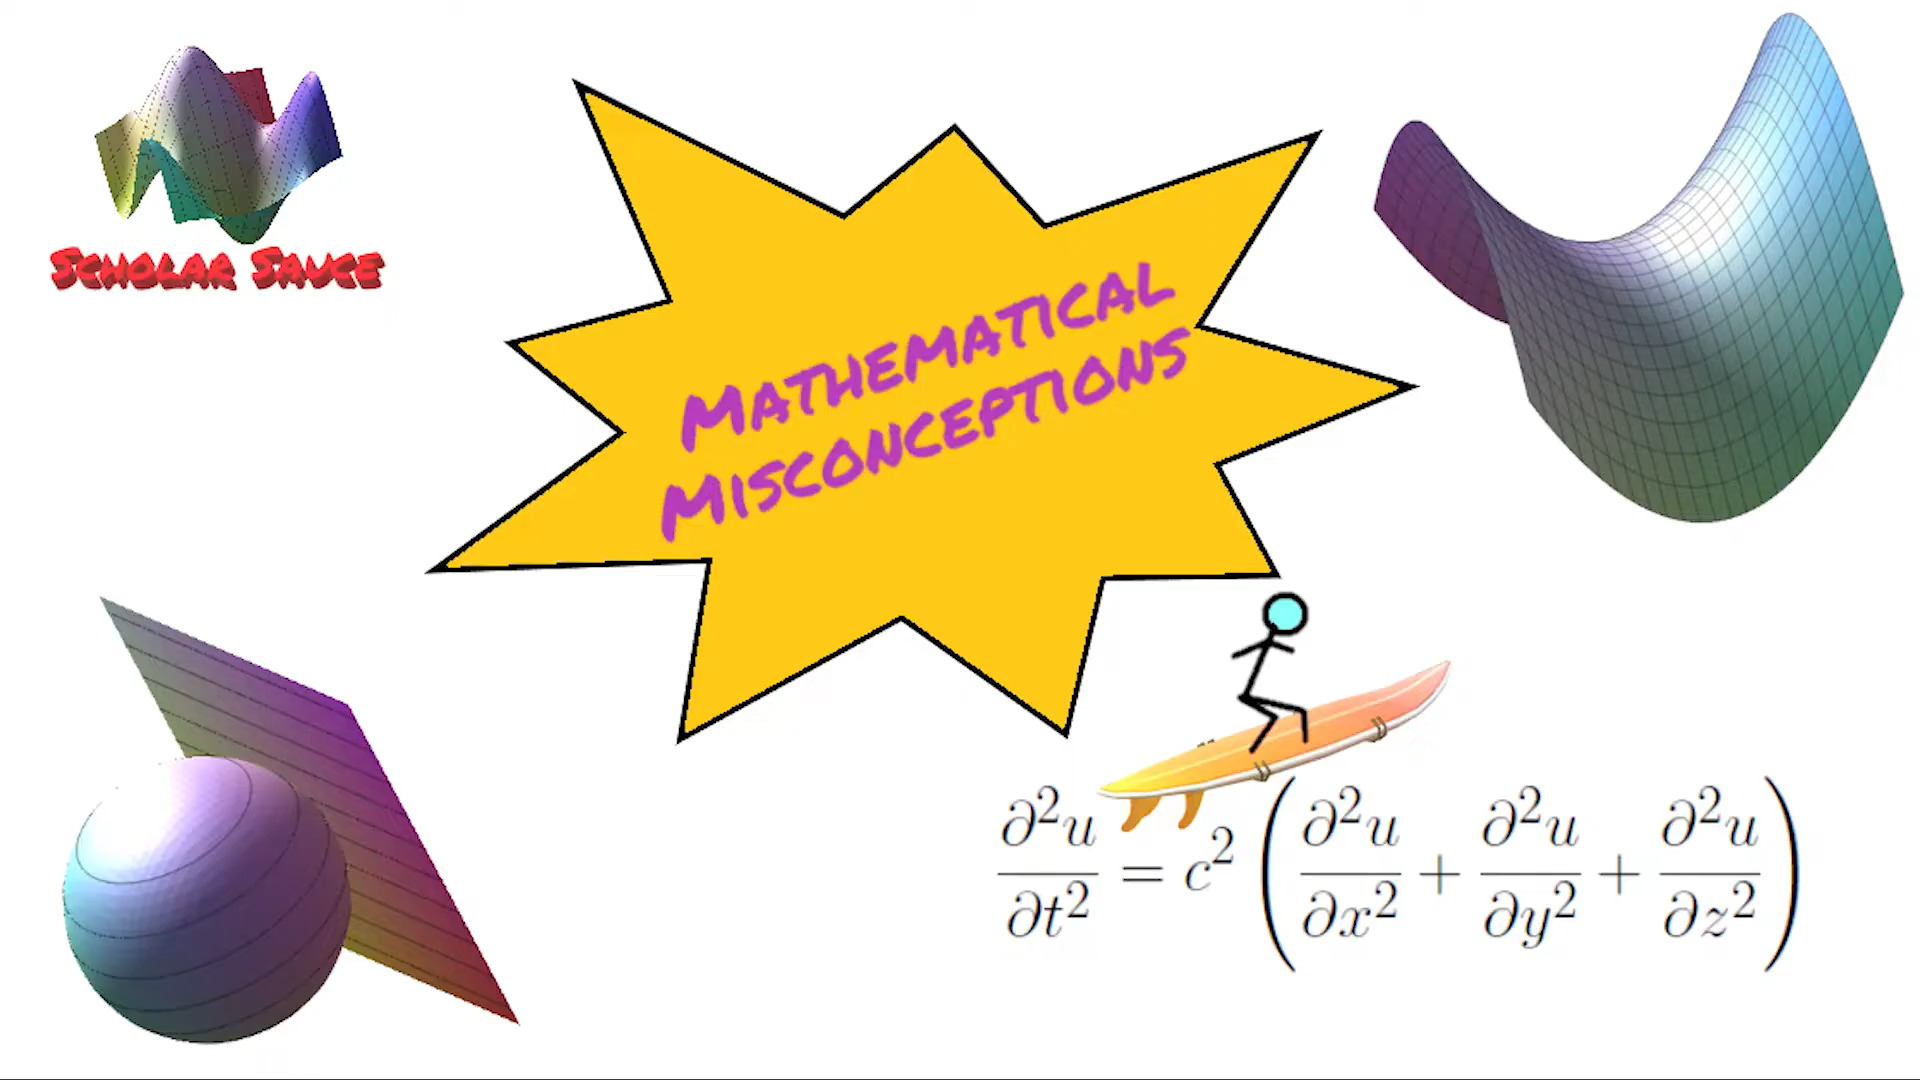 Scholar Sauce
Mathematical
Misconceptions
∂²u/∂t² = c² (∂²u/∂x² + ∂²u/∂y² + ∂²u/∂z²)